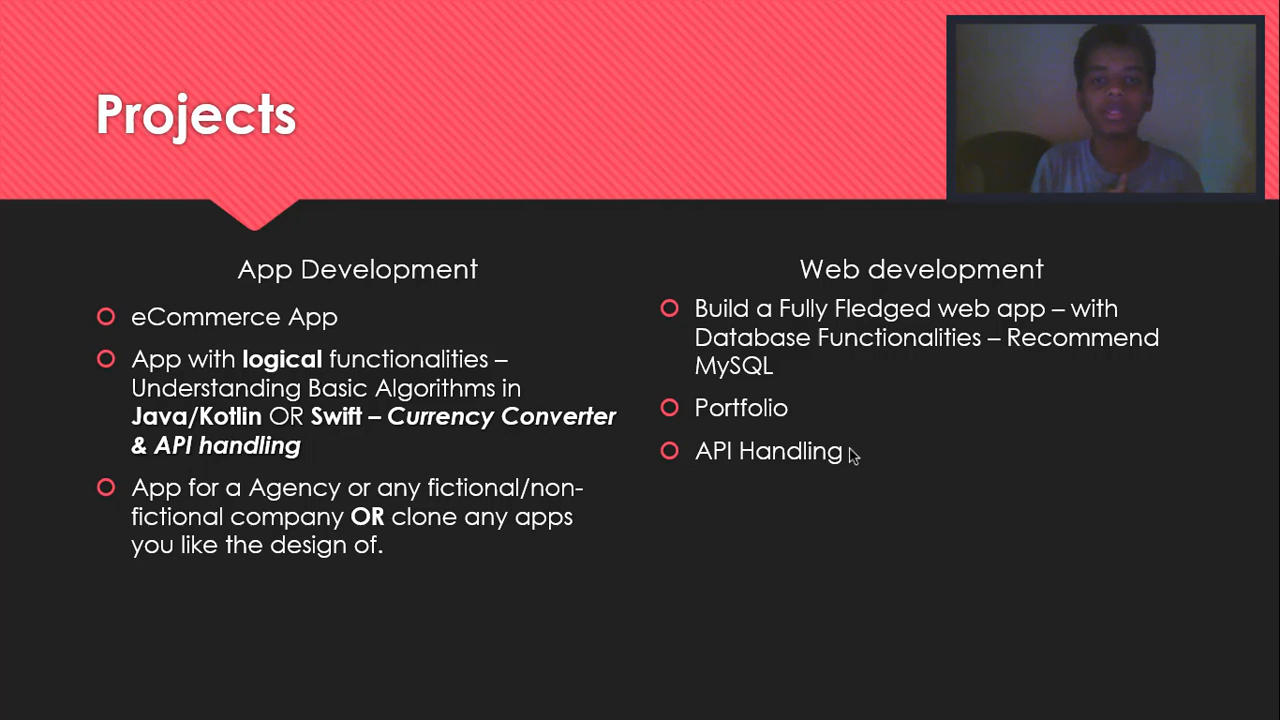 Projects
App Development
eCommerce App
App with logical functionalities –
Understanding Basic Algorithms in
Java/Kotlin OR Swift – Currency Converter
& API handling
App for a Agency or any fictional/non-
fictional company OR clone any apps
you like the design of.
Web development
Build a Fully Fledged web app – with
Database Functionalities – Recommend
MySQL
Portfolio
API Handling